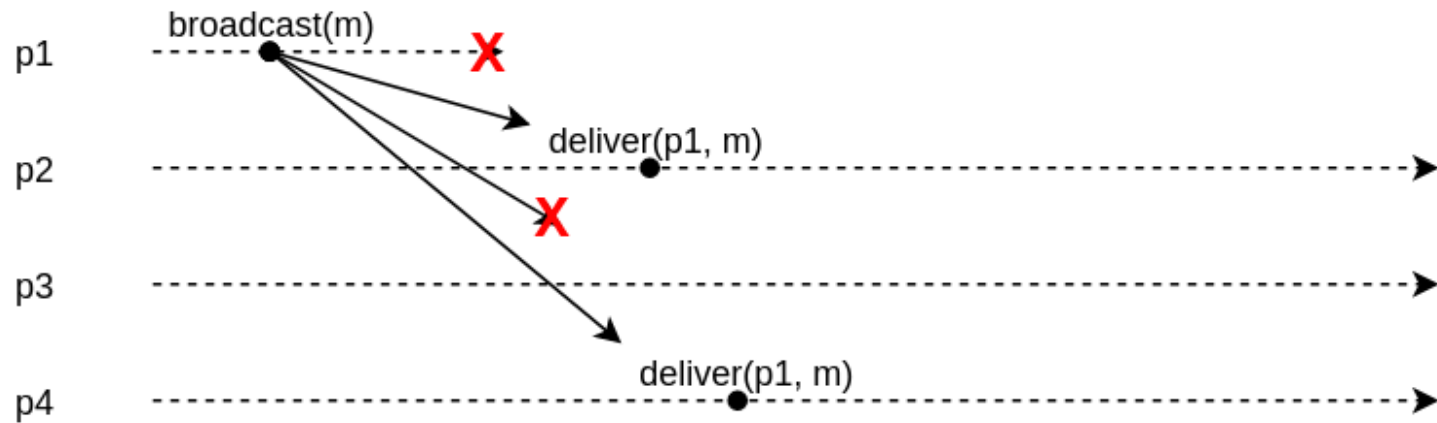 broadcast(m)
p1
X
deliver(p1, m)
p2
X
p3
deliver(p1, m)
p4